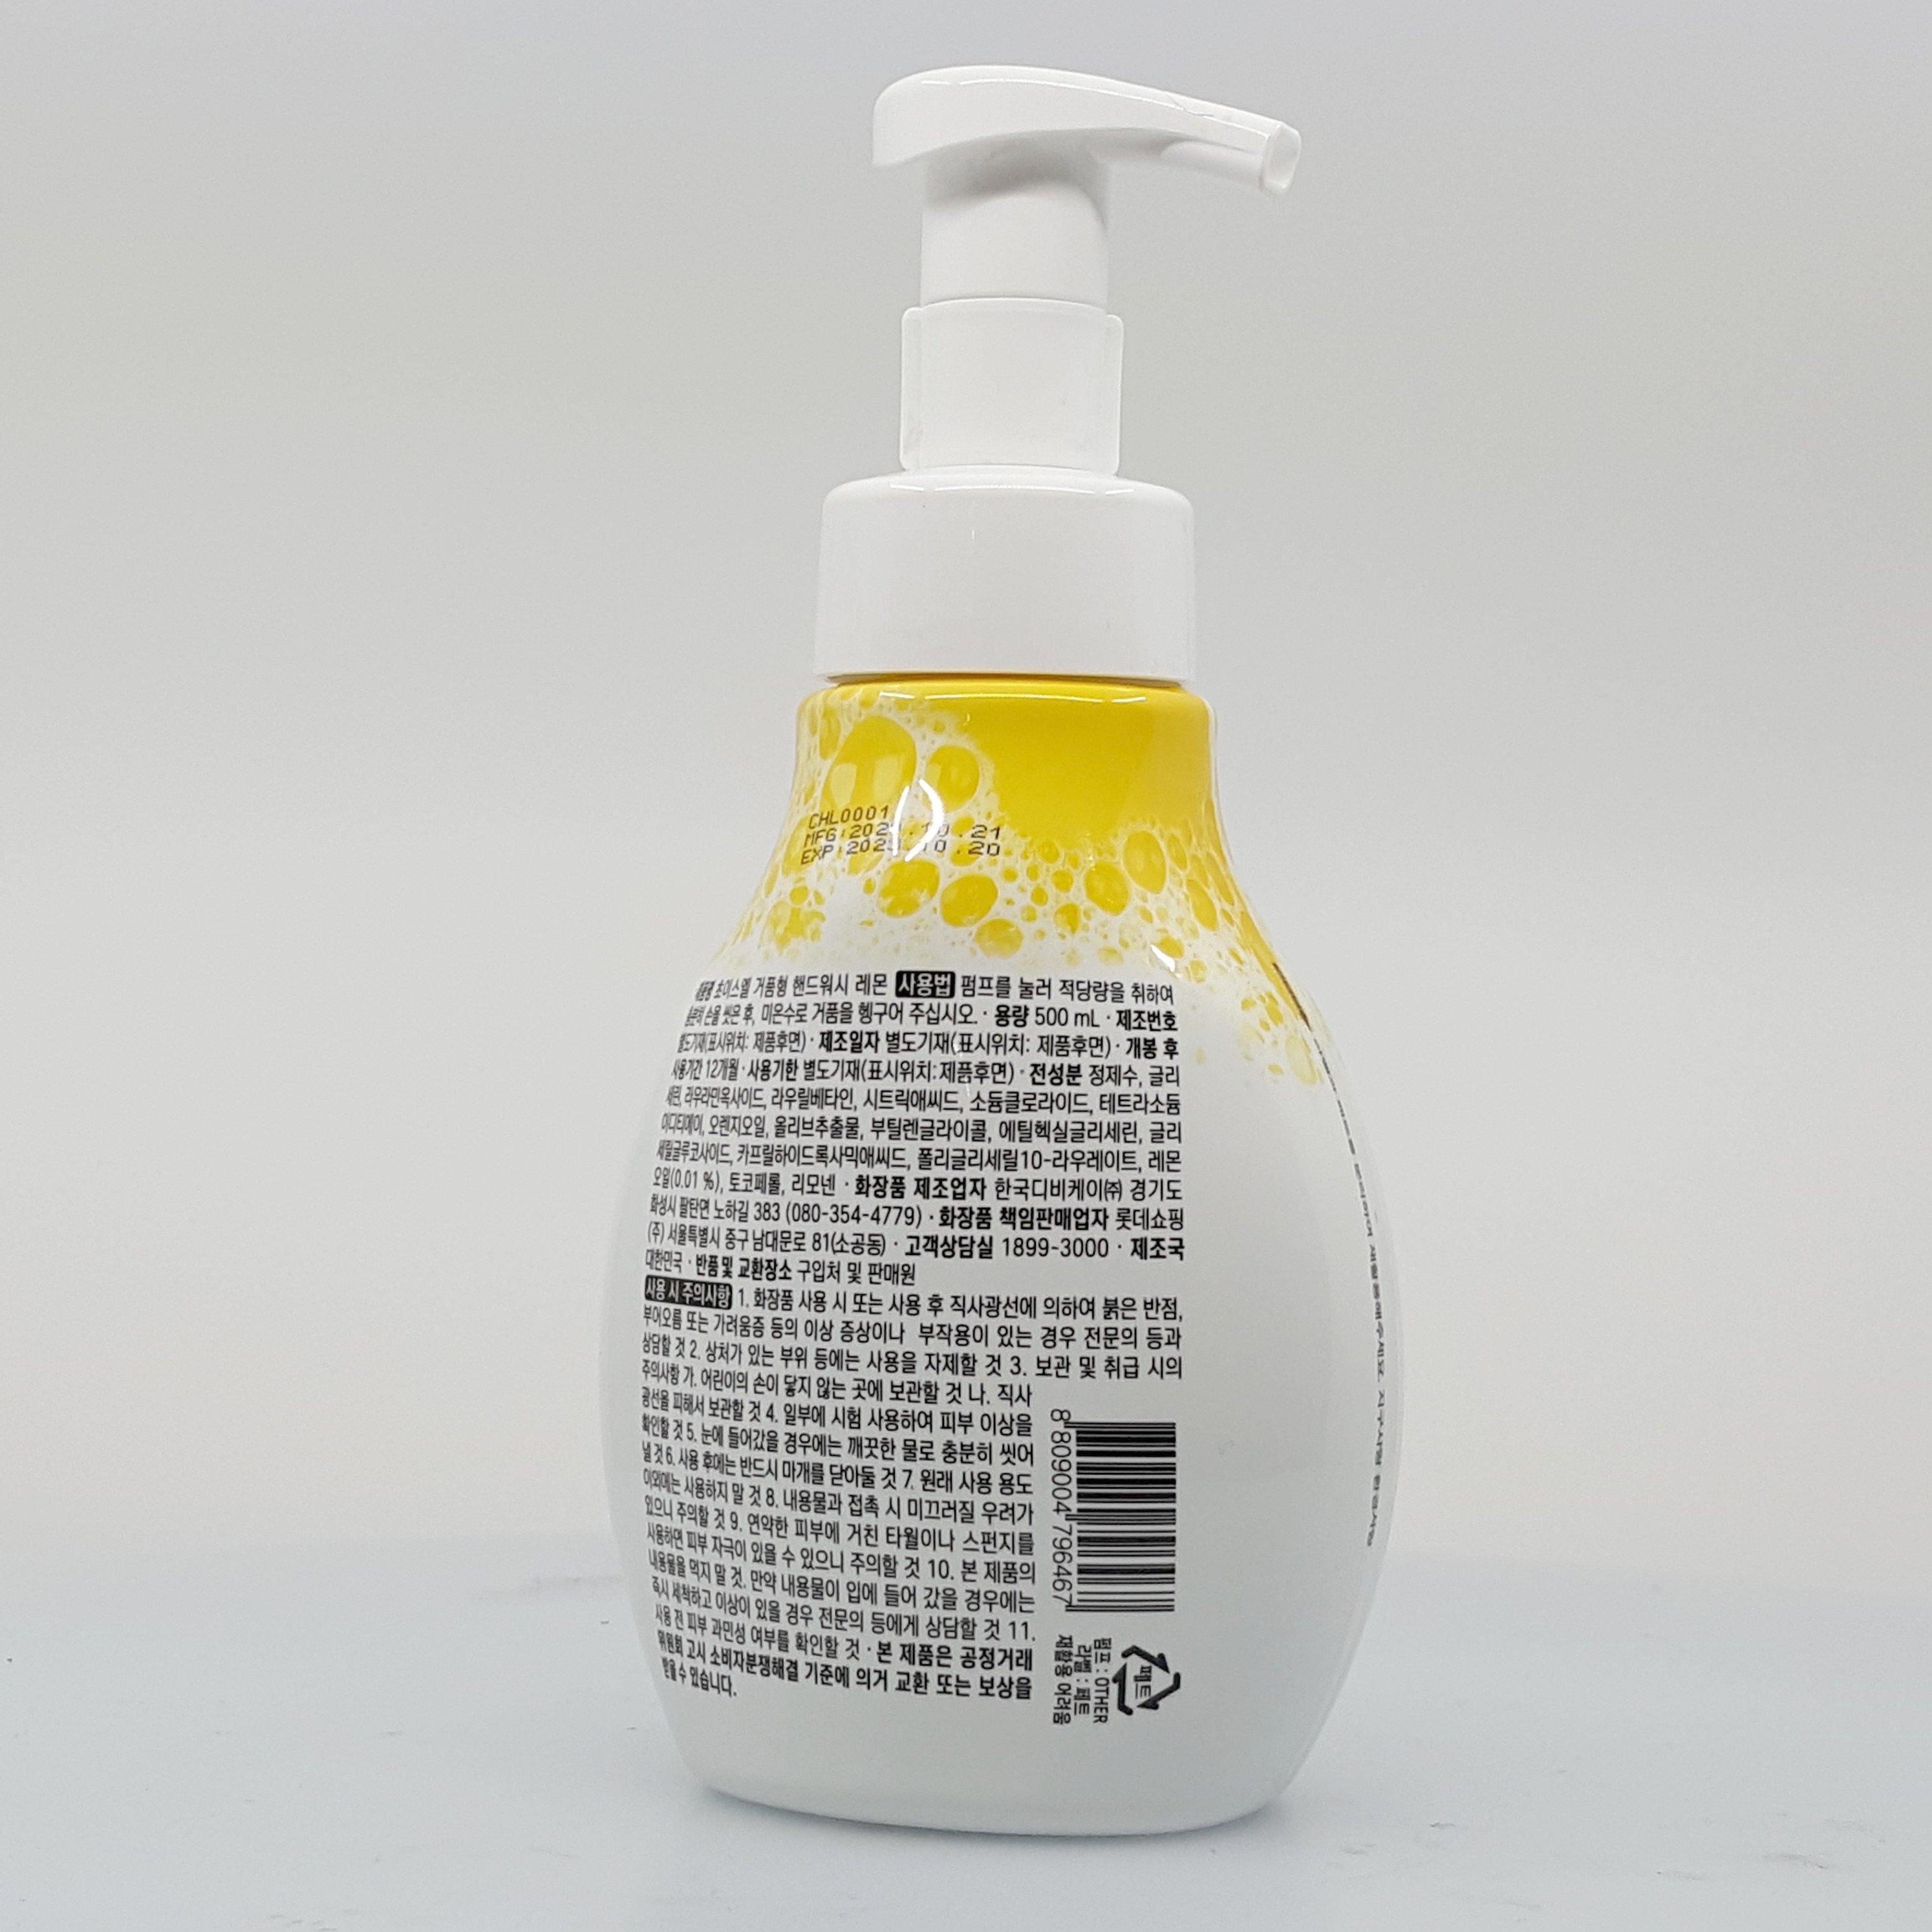 CHL0001
MFG:202 .10.21
EXP:202 .10.20
제품명 초이스엘 거품형 핸드워시 레몬 사용법 펌프를 눌러 적당량을 취하여
충분히 손을 씻은 후, 미온수로 거품을 헹구어 주십시오. · 용량 500 mL · 제조번호
별도기재(표시위치: 제품후면) · 제조일자 별도기재(표시위치: 제품후면) · 개봉 후
사용기간 12개월 · 사용기한 별도기재(표시위치:제품후면) · 전성분 정제수, 글리
세린, 라우라민옥사이드, 라우릴베타인, 시트릭애씨드, 소듐클로라이드, 테트라소듐
이디티에이, 오렌지오일, 올리브추출물, 부틸렌글라이콜, 에틸헥실글리세린, 글리
세릴글루코사이드, 카프릴하이드록사믹애씨드, 폴리글리세릴10-라우레이트, 레몬
오일(0.01 %), 토코페롤, 리모넨 · 화장품 제조업자 한국디비케이㈜ 경기도
화성시 팔탄면 노하길 383 (080-354-4779) · 화장품 책임판매업자 롯데쇼핑
(주) 서울특별시 중구 남대문로 81(소공동) · 고객상담실 1899-3000 · 제조국
대한민국 · 반품 및 교환장소 구입처 및 판매원
사용 시 주의사항 1. 화장품 사용 시 또는 사용 후 직사광선에 의하여 붉은 반점,
부어오름 또는 가려움증 등의 이상 증상이나 부작용이 있는 경우 전문의 등과
상담할 것 2. 상처가 있는 부위 등에는 사용을 자제할 것 3. 보관 및 취급 시의
주의사항 가. 어린이의 손이 닿지 않는 곳에 보관할 것 나. 직사
광선을 피해서 보관할 것 4. 일부에 시험 사용하여 피부 이상을
확인할 것 5. 눈에 들어갔을 경우에는 깨끗한 물로 충분히 씻어
낼 것 6. 사용 후에는 반드시 마개를 닫아둘 것 7. 원래 사용 용도
이외에는 사용하지 말 것 8. 내용물과 접촉 시 미끄러질 우려가
있으니 주의할 것 9. 연약한 피부에 거친 타월이나 스펀지를
사용하면 피부 자극이 있을 수 있으니 주의할 것 10. 본 제품의
내용물을 먹지 말 것. 만약 내용물이 입에 들어 갔을 경우에는
즉시 세척하고 이상이 있을 경우 전문의 등에게 상담할 것 11.
사용 전 피부 과민성 여부를 확인할 것 · 본 제품은 공정거래
위원회 고시 소비자분쟁해결 기준에 의거 교환 또는 보상을
받을 수 있습니다.
8 809004 796467
페트
펌프 : OTHER
라벨 : 페트
재활용 어려움